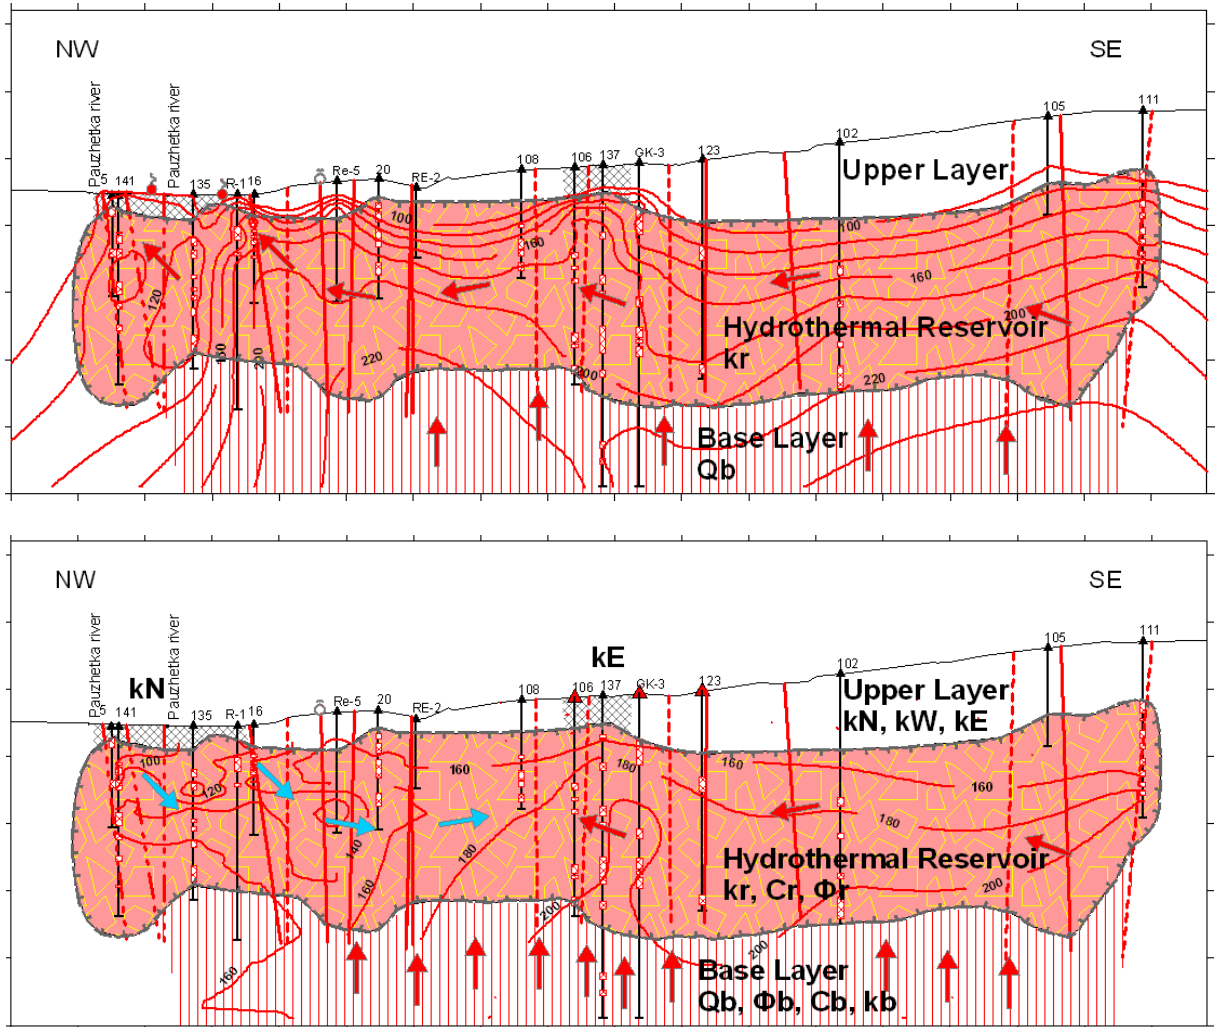 NW
SE
Pauzhetka river
Pauzhetka river
5
141
135
R-1
16
Re-5
20
RE-2
108
106
137
GK-3
123
102
105
111
Upper Layer
100
100
160
160
120
160
200
220
200
200
220
Hydrothermal Reservoir
kr
Base Layer
Qb
NW
SE
Pauzhetka river
Pauzhetka river
kN
kE
5
141
135
R-1
16
Re-5
20
RE-2
108
106
137
GK-3
123
102
105
111
Upper Layer
kN, kW, kE
100
120
160
180
160
160
180
140
180
160
200
200
200
160
Hydrothermal Reservoir
kr, Cr, Φr
Base Layer
Qb, Φb, Cb, kb